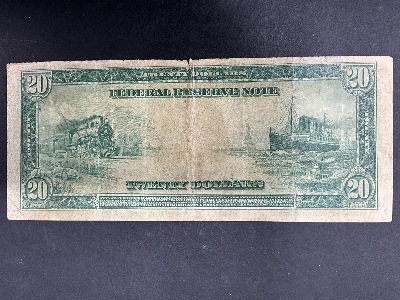 TWENTY DOLLARS
20 20
FEDERAL RESERVE NOTE
20 TWENTY DOLLARS 20